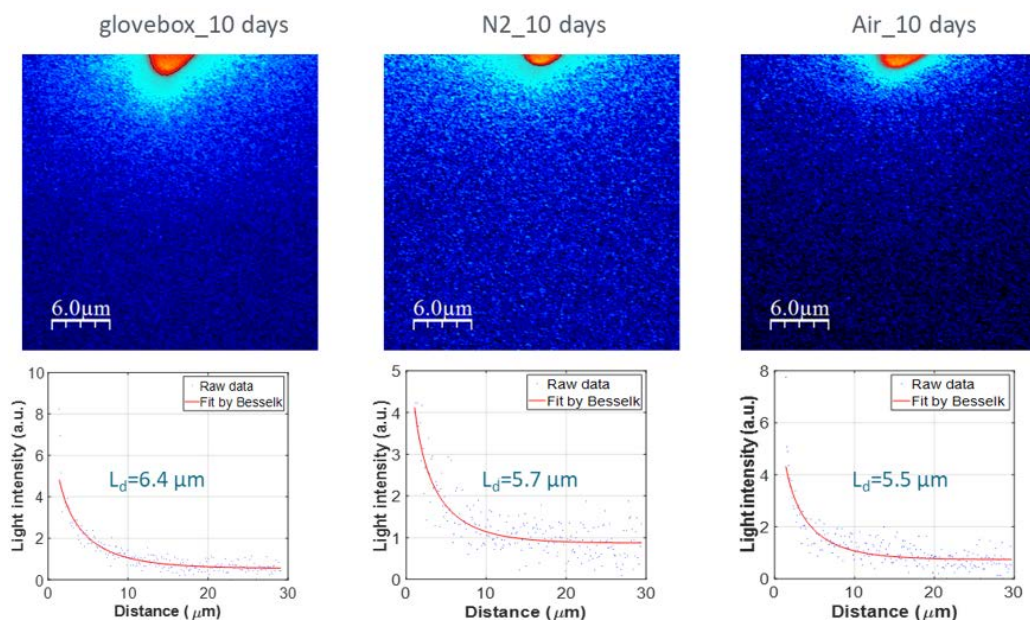 glovebox_10 days
N2_10 days
Air_10 days
6.0µm
6.0µm
6.0µm
10
8
6
4
2
0
Light intensity (a.u.)
Raw data
Fit by Besselk
L_d=6.4 µm
0
10
20
30
Distance ( µm)
5
4
3
2
1
0
Light intensity (a.u.)
Raw data
Fit by Besselk
L_d=5.7 µm
0
10
20
30
Distance ( µm)
8
6
4
2
0
Light intensity (a.u.)
Raw data
Fit by Besselk
L_d=5.5 µm
0
10
20
30
Distance ( µm)